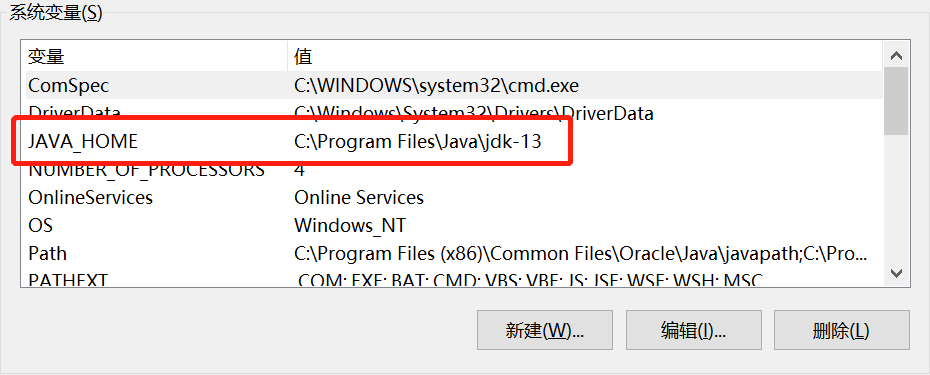 系统变量(S)
变量 值
ComSpec C:\WINDOWS\system32\cmd.exe
DriverData C:\Windows\System32\Drivers\DriverData
JAVA_HOME C:\Program Files\Java\jdk-13
NUMBER_OF_PROCESSORS 4
OnlineServices Online Services
OS Windows_NT
Path C:\Program Files (x86)\Common Files\Oracle\Java\javapath;C:\Pro...
PATHEXT .COM;.EXE;.BAT;.CMD;.VBS;.VBE;.JS;.JSE;.WSF;.WSH;.MSC
新建(W)... 编辑(I)... 删除(L)